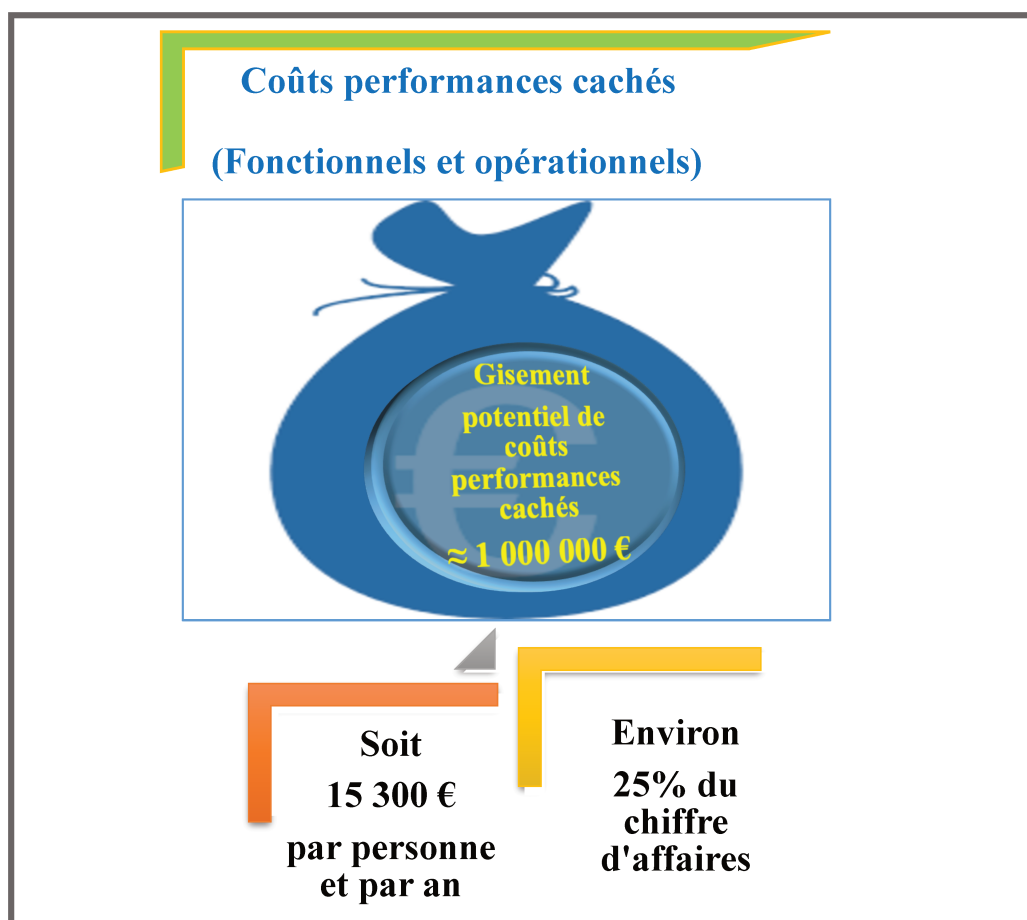 Coûts performances cachés
(Fonctionnels et opérationnels)
Gisement
potentiel de
coûts
performances
cachés
≈ 1 000 000 €
Soit
15 300 €
par personne
et par an
Environ
25% du
chiffre
d'affaires